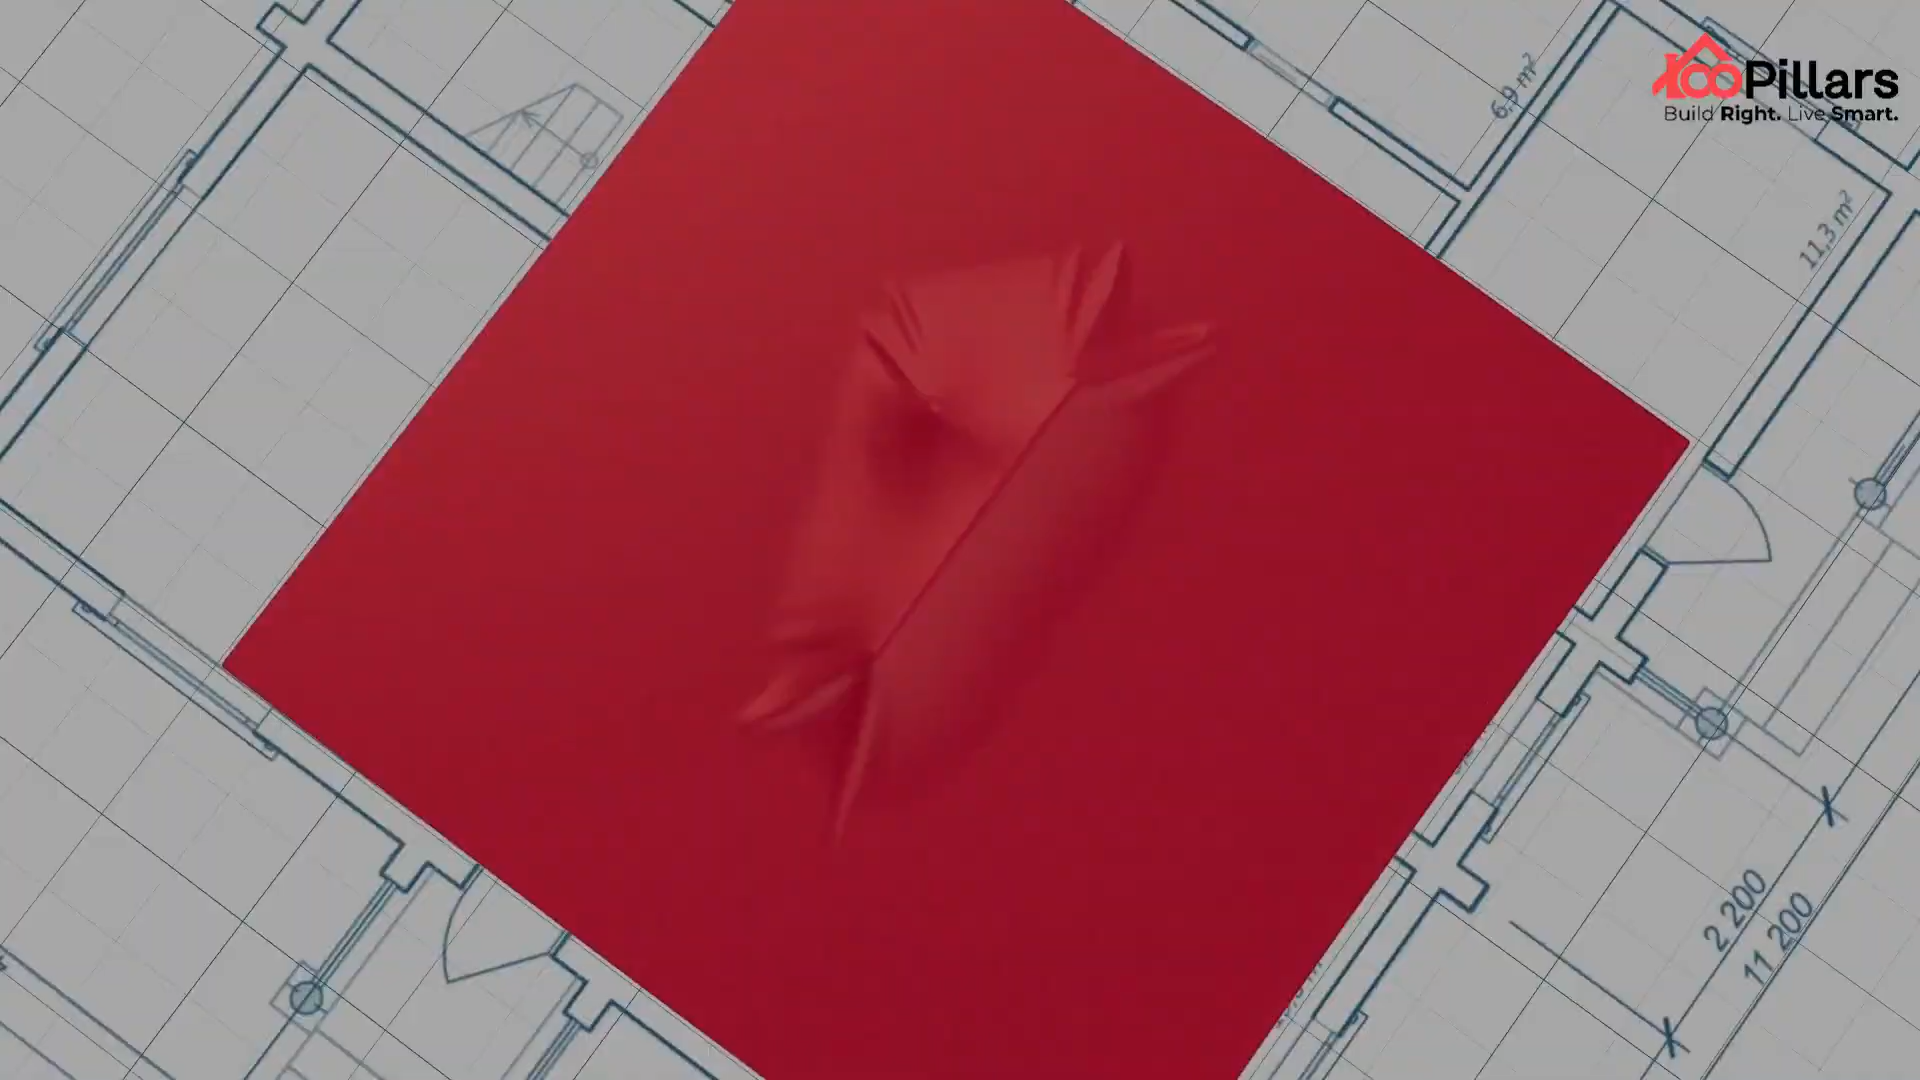 100Pillars
Build Right. Live Smart.
6,9 m²
11,3 m²
2 200
11 200